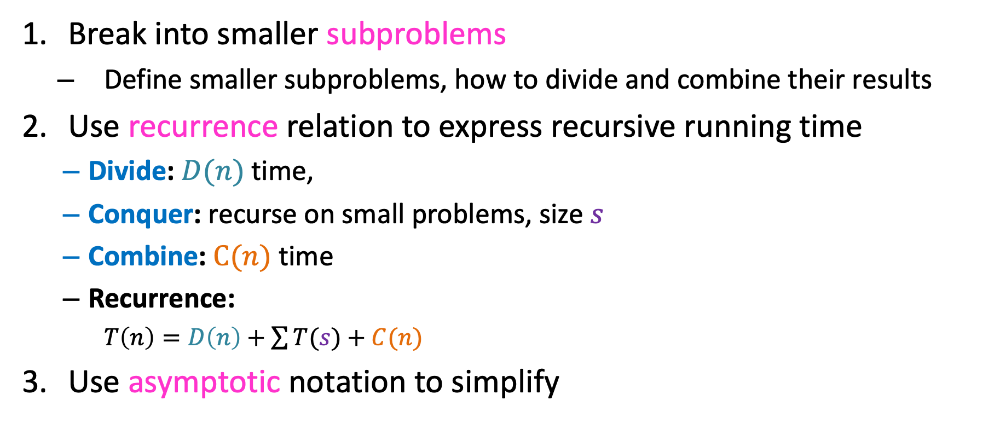 1. Break into smaller subproblems
– Define smaller subproblems, how to divide and combine their results
2. Use recurrence relation to express recursive running time
– Divide: D(n) time,
– Conquer: recurse on small problems, size s
– Combine: C(n) time
– Recurrence:
T(n) = D(n) + ∑ T(s) + C(n)
3. Use asymptotic notation to simplify